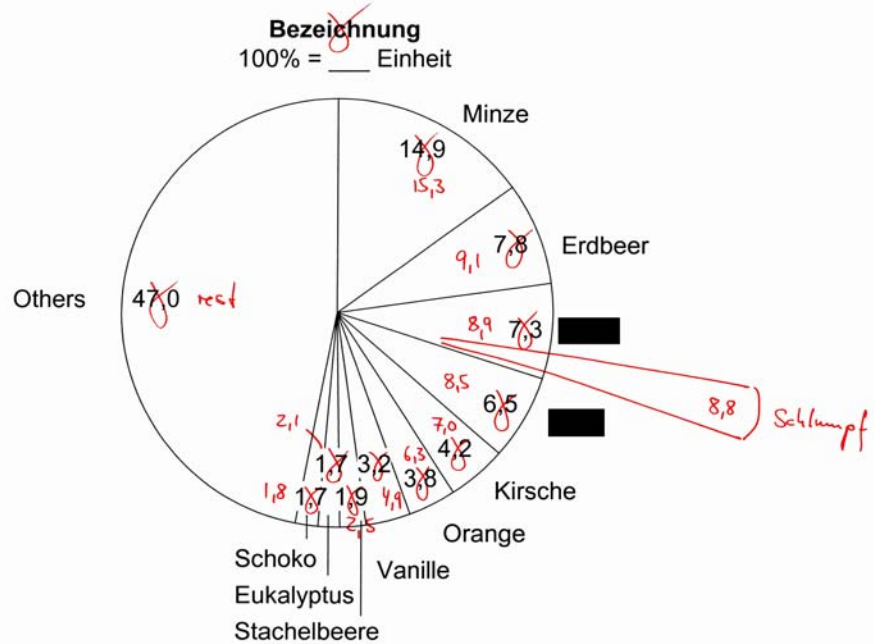 Bezeichnung
100% = ___ Einheit
Minze
14,9
15,3
Erdbeer
7,8
9,1
Others
47,0 rest
8,9 7,3
8,5
6,5
8,8 Schlumpf
7,0
4,2
Kirsche
6,3
3,8
Orange
2,1
1,7 3,2
4,9
1,8 1,7 1,9
2,5
Schoko
Vanille
Eukalyptus
Stachelbeere